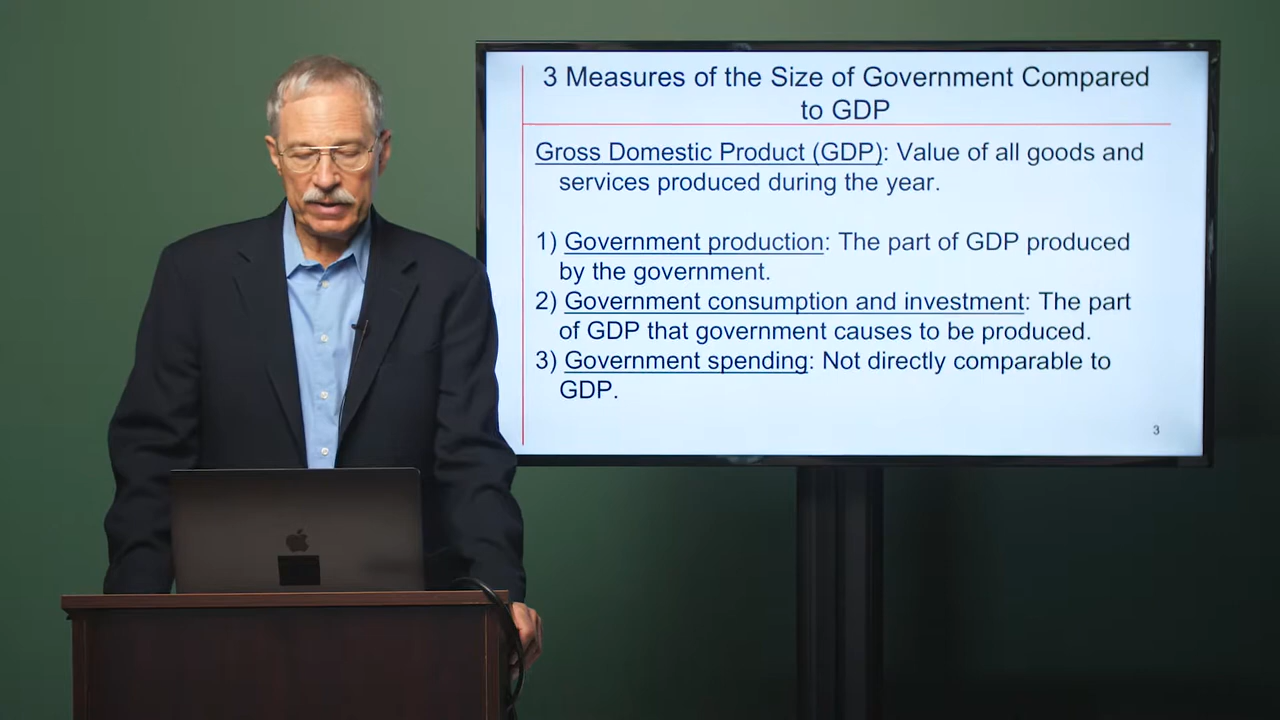 3 Measures of the Size of Government Compared
to GDP
Gross Domestic Product (GDP): Value of all goods and
services produced during the year.
1) Government production: The part of GDP produced
by the government.
2) Government consumption and investment: The part
of GDP that government causes to be produced.
3) Government spending: Not directly comparable to
GDP.
3